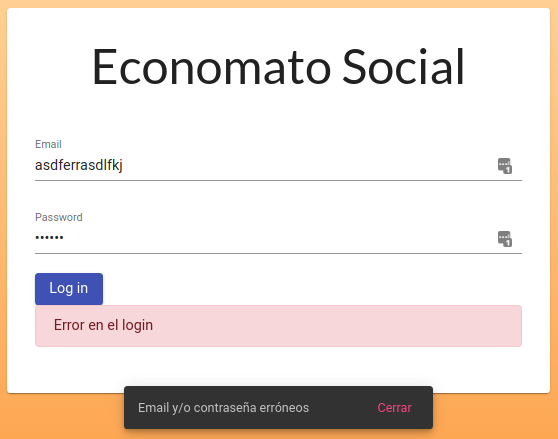 Economato Social
Email
asdferrasdlfkj
Password
••••••
Log in
Error en el login
Email y/o contraseña erróneos Cerrar